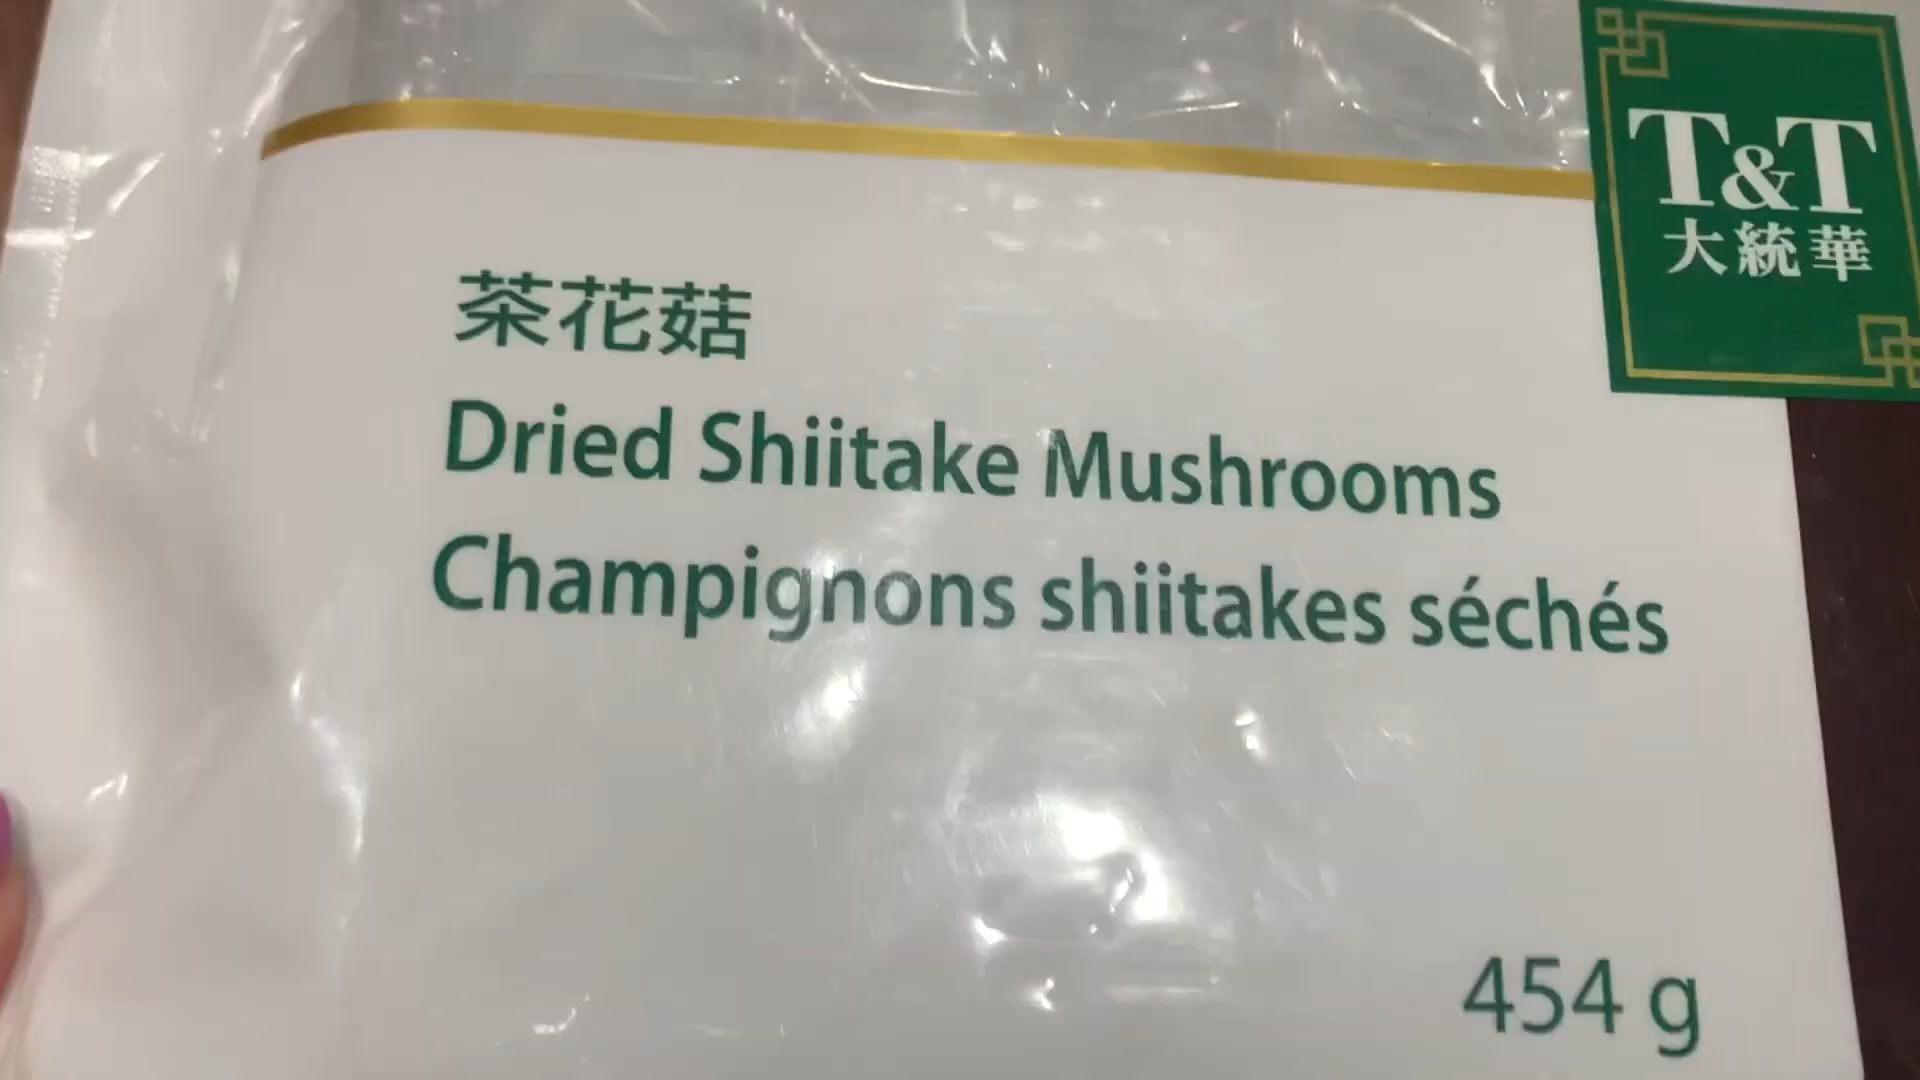 T&T
大統華
茶花菇
Dried Shiitake Mushrooms
Champignons shiitakes séchés
454 g